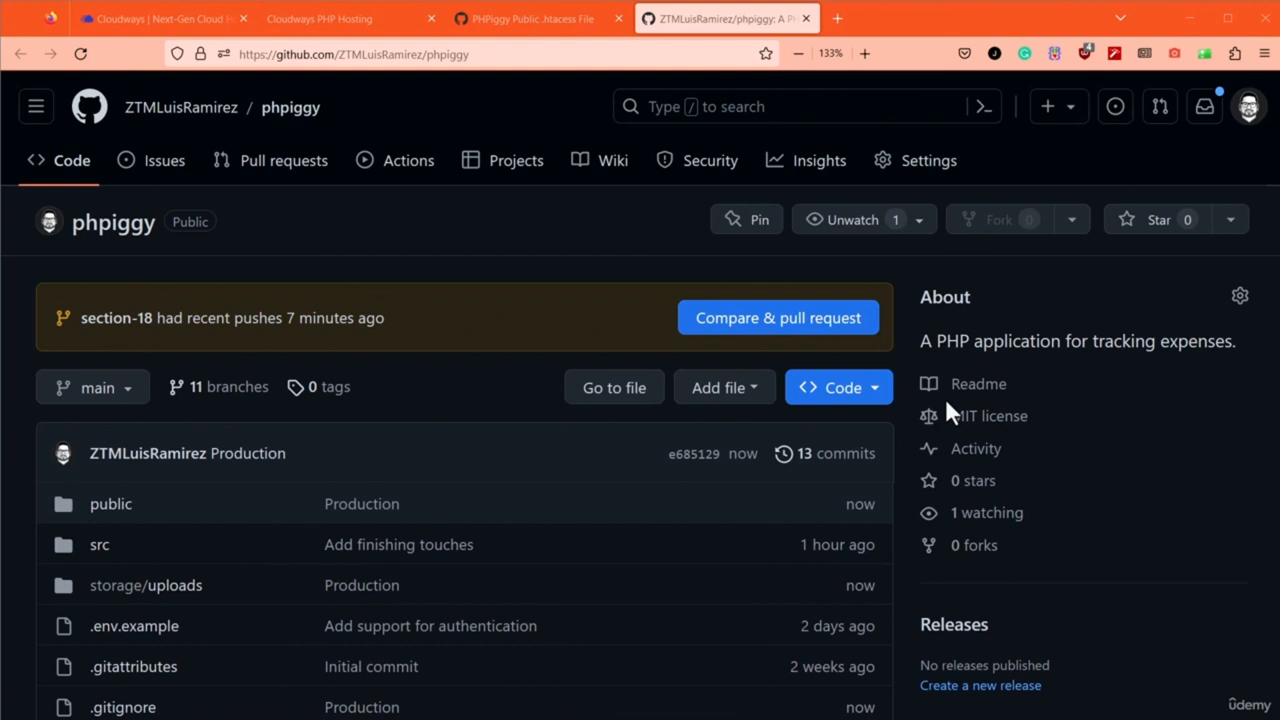 Cloudways | Next-Gen Cloud H
Cloudways PHP Hosting
PHPiggy Public .htacess File
ZTMLuisRamirez/phpiggy: A PH
https://github.com/ZTMLuisRamirez/phpiggy
133%
4
ZTMLuisRamirez / phpiggy
Type / to search
Code
Issues
Pull requests
Actions
Projects
Wiki
Security
Insights
Settings
phpiggy
Public
Pin
Unwatch 1
Fork 0
Star 0
section-18 had recent pushes 7 minutes ago
Compare & pull request
About
A PHP application for tracking expenses.
main
11 branches
0 tags
Go to file
Add file
Code
Readme
MIT license
Activity
0 stars
1 watching
0 forks
ZTMLuisRamirez Production
e685129 now
13 commits
public Production now
src Add finishing touches 1 hour ago
storage/uploads Production now
.env.example Add support for authentication 2 days ago
.gitattributes Initial commit 2 weeks ago
.gitignore Production now
Releases
No releases published
Create a new release
ûdemy